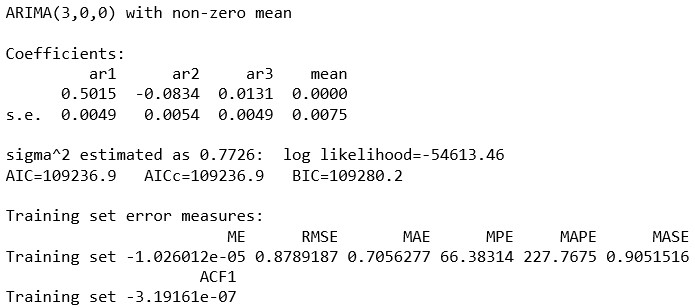 ARIMA(3,0,0) with non-zero mean
Coefficients:
ar1 ar2 ar3 mean
0.5015 -0.0834 0.0131 0.0000
s.e. 0.0049 0.0054 0.0049 0.0075
sigma^2 estimated as 0.7726: log likelihood=-54613.46
AIC=109236.9 AICc=109236.9 BIC=109280.2
Training set error measures:
ME RMSE MAE MPE MAPE MASE
Training set -1.026012e-05 0.8789187 0.7056277 66.38314 227.7675 0.9051516
ACF1
Training set -3.19161e-07